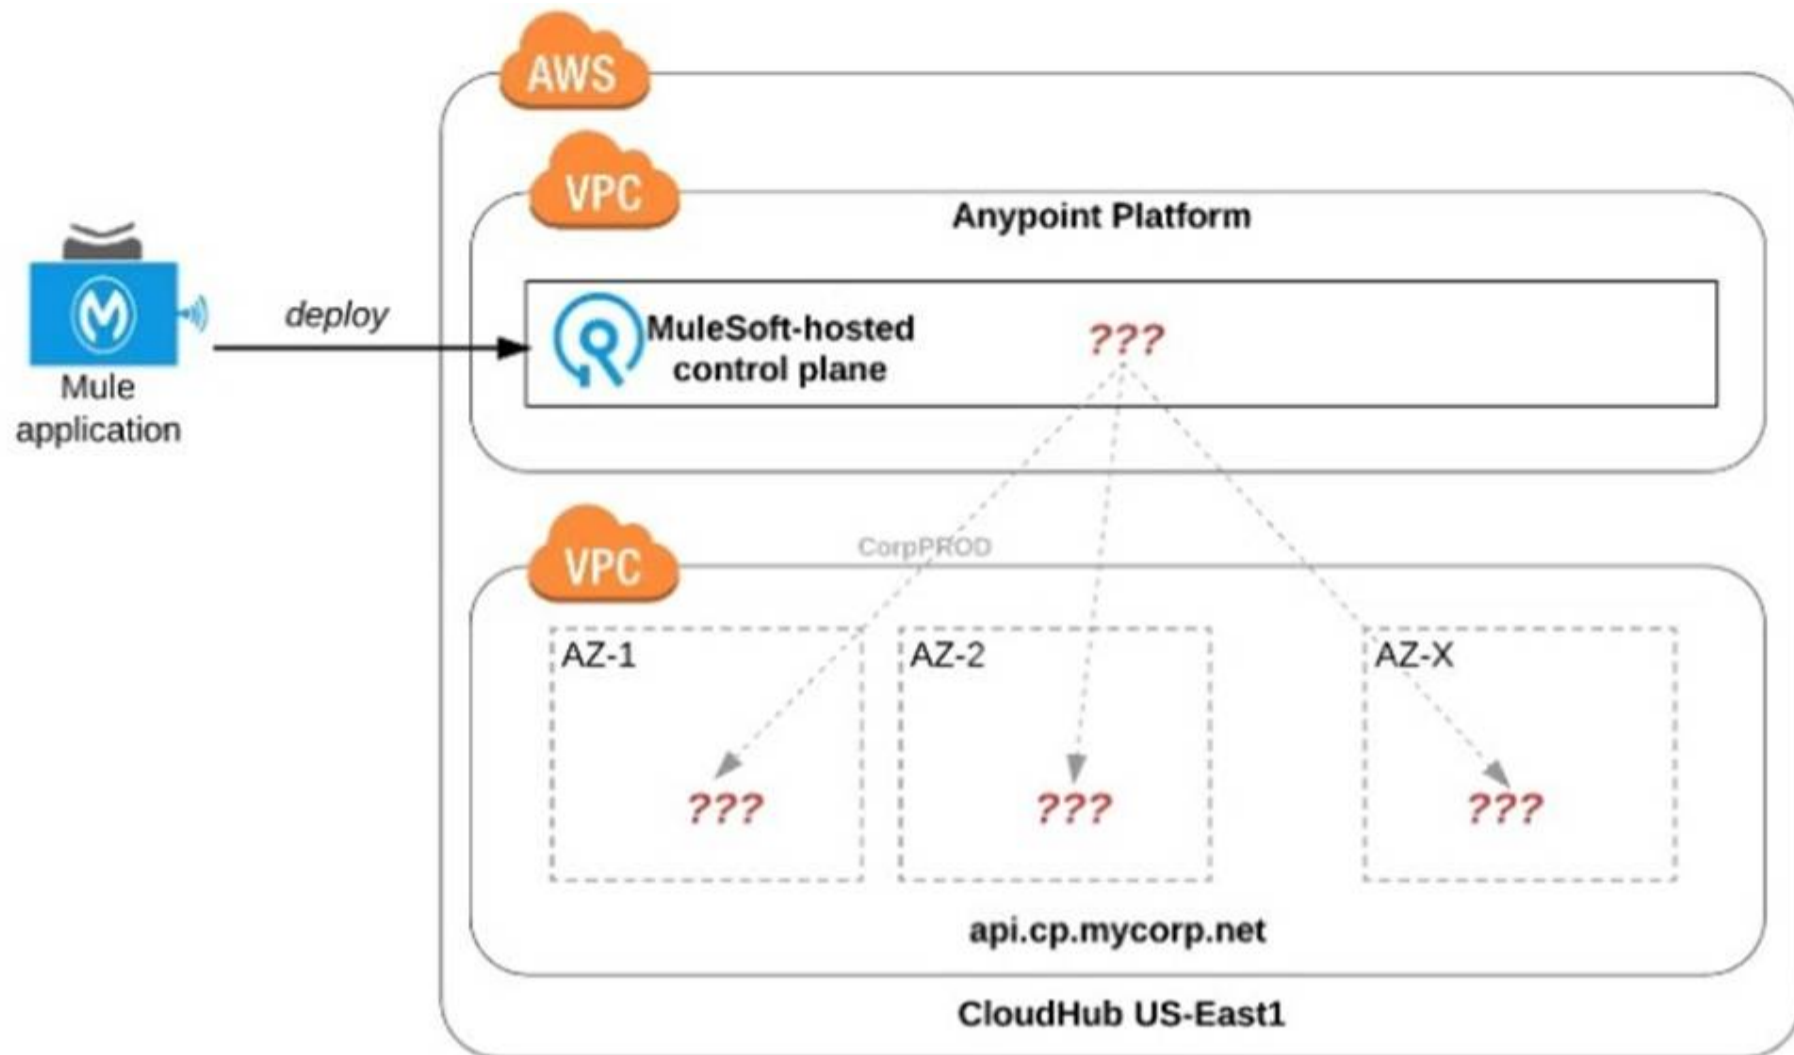 AWS
VPC
Anypoint Platform
deploy
MuleSoft-hosted
control plane
???
Mule
application
CorpPROD
VPC
AZ-1
AZ-2
AZ-X
???
???
???
api.cp.mycorp.net
CloudHub US-East1